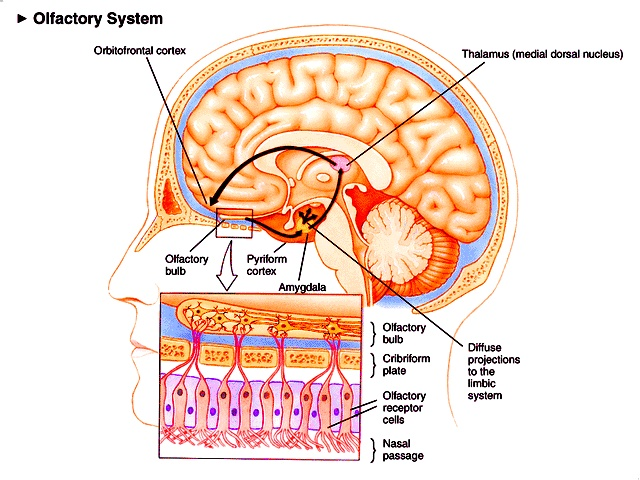 ► Olfactory System
Orbitofrontal cortex
Thalamus (medial dorsal nucleus)
Olfactory
bulb
Pyriform
cortex
Amygdala
Olfactory
bulb
Cribriform
plate
Olfactory
receptor
cells
Nasal
passage
Diffuse
projections
to the
limbic
system